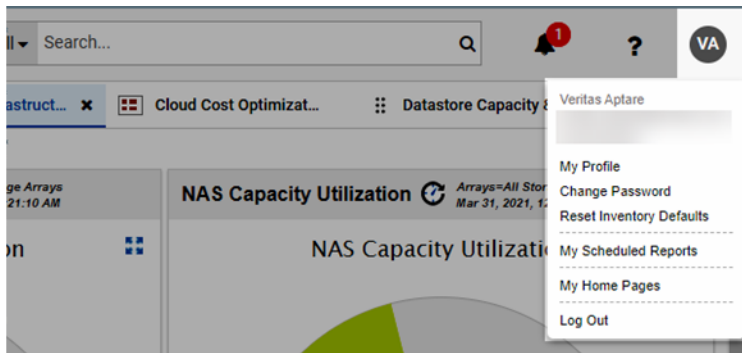 ll Search...
1
?
VA
astruct... ×
Cloud Cost Optimizat...
Datastore Capacity &
Veritas Aptare
My Profile
Change Password
Reset Inventory Defaults
My Scheduled Reports
My Home Pages
Log Out
ge Arrays
21:10 AM
NAS Capacity Utilization
Arrays=All Stor
Mar 31, 2021, 12
on
NAS Capacity Utilizati